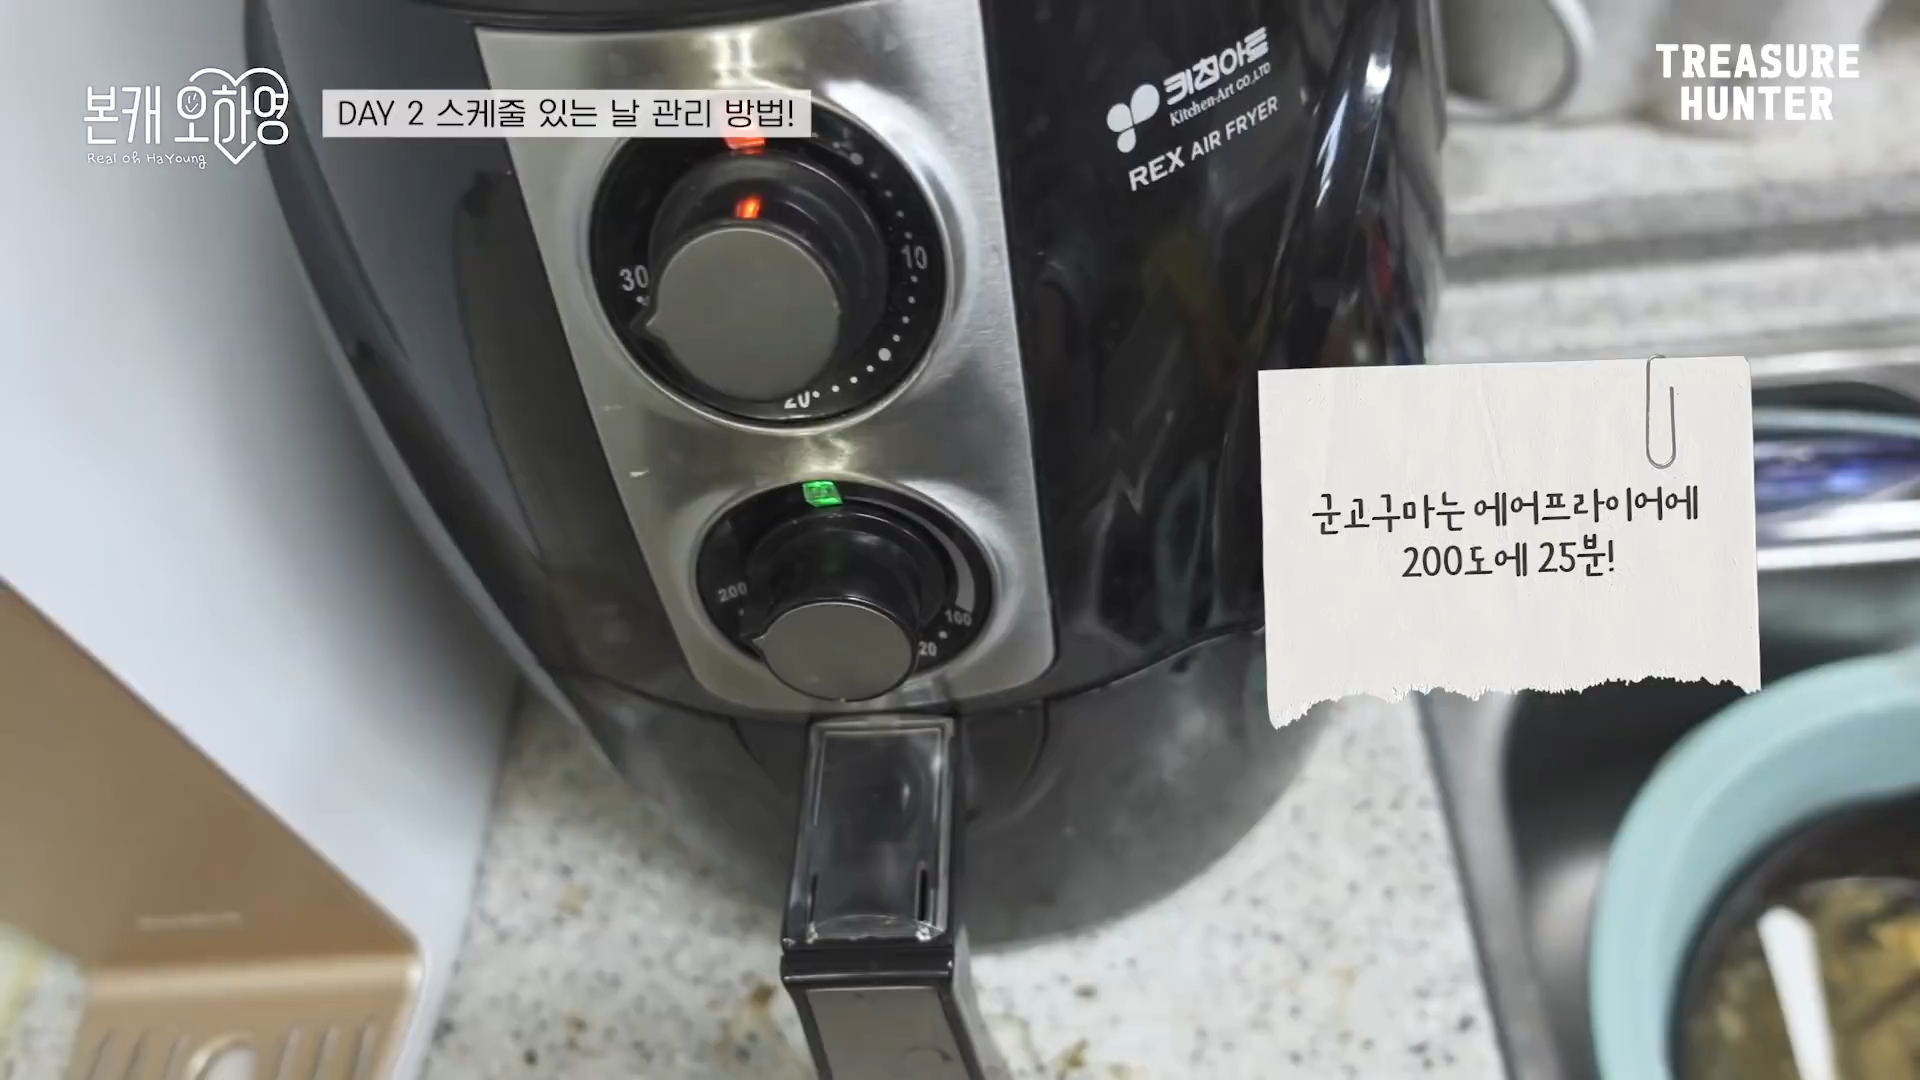 본캐 오하영
Real of HaYoung
DAY 2 스케줄 있는 날 관리 방법!
TREASURE
HUNTER
키친아트
Kitchen-Art CO.,LTD
REX AIR FRYER
30
10
20
200
100
20
군고구마는 에어프라이어에
200도에 25분!